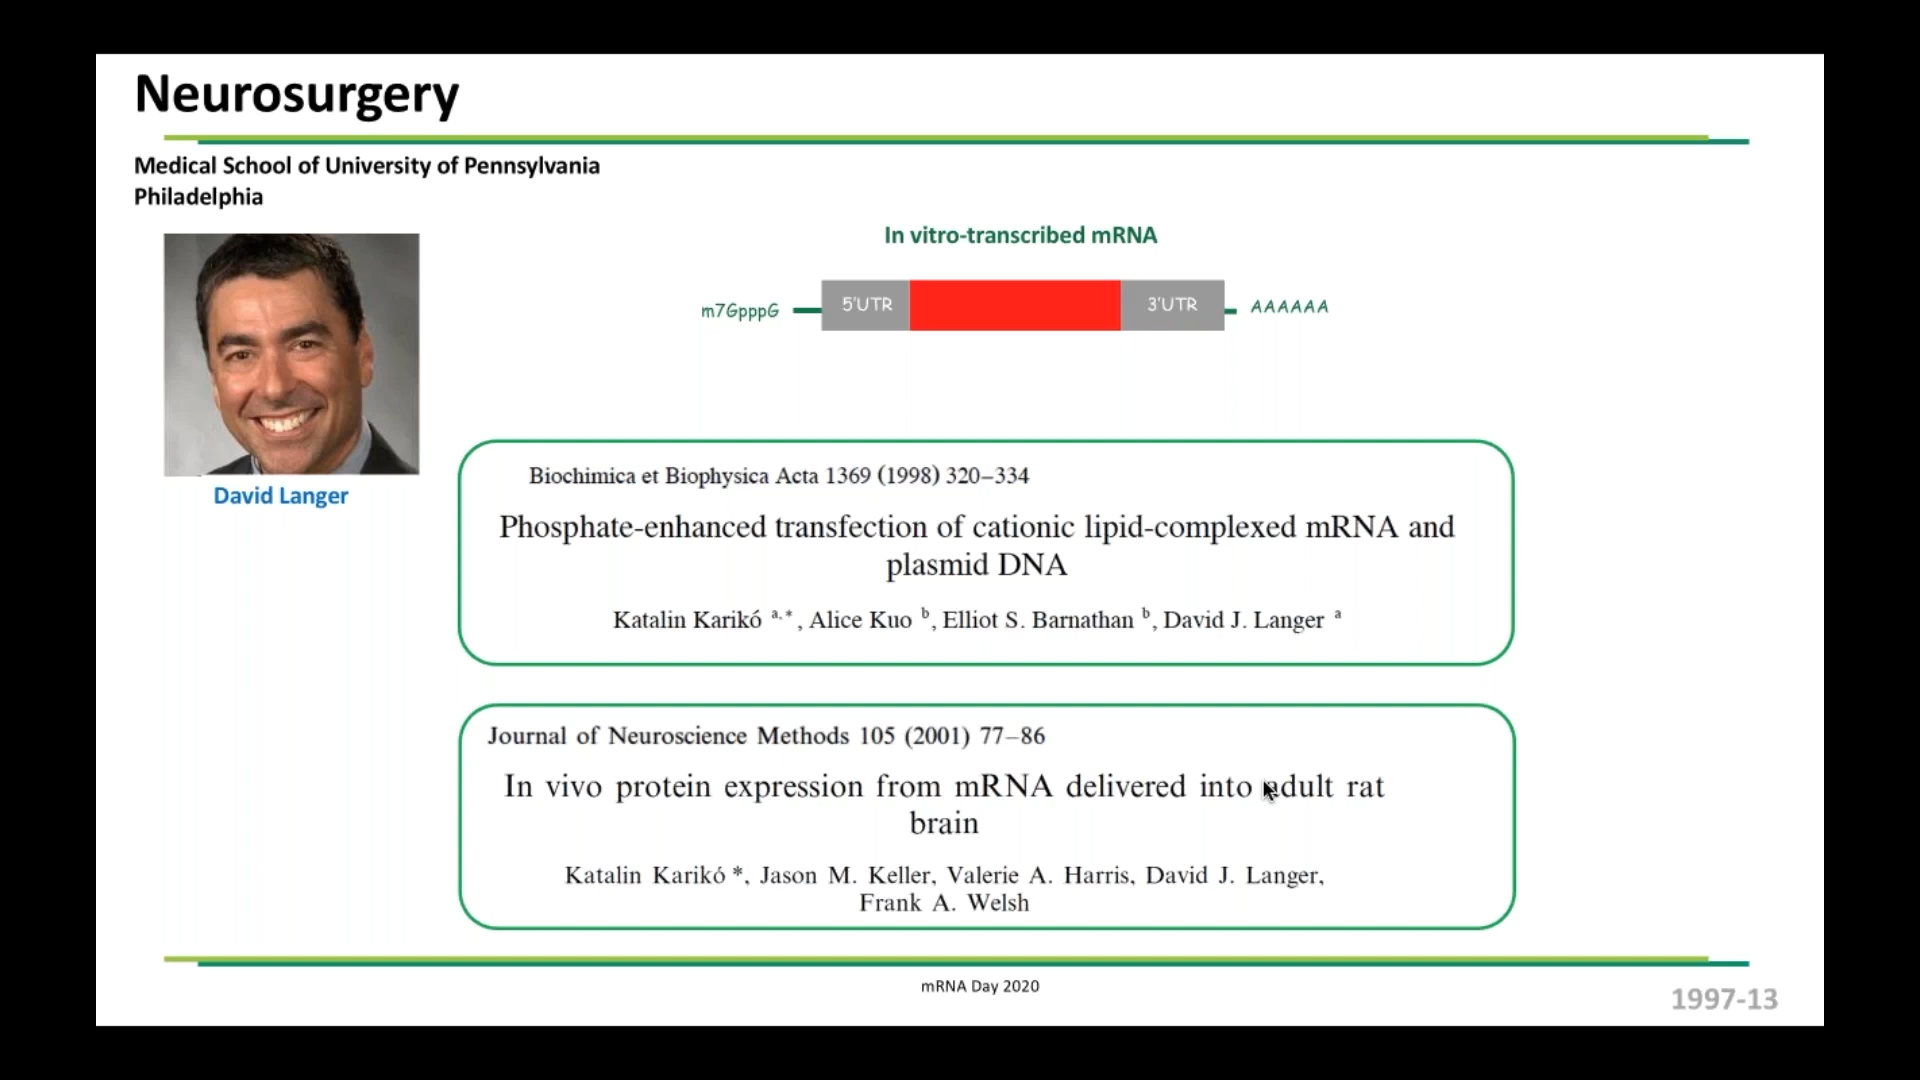 Neurosurgery
Medical School of University of Pennsylvania
Philadelphia
In vitro-transcribed mRNA
m7GpppG 5'UTR 3'UTR AAAAAA
David Langer
Biochimica et Biophysica Acta 1369 (1998) 320–334
Phosphate-enhanced transfection of cationic lipid-complexed mRNA and
plasmid DNA
Katalin Karikó a,*, Alice Kuo b, Elliot S. Barnathan b, David J. Langer a
Journal of Neuroscience Methods 105 (2001) 77–86
In vivo protein expression from mRNA delivered into adult rat
brain
Katalin Karikó *, Jason M. Keller, Valerie A. Harris, David J. Langer,
Frank A. Welsh
mRNA Day 2020
1997-13